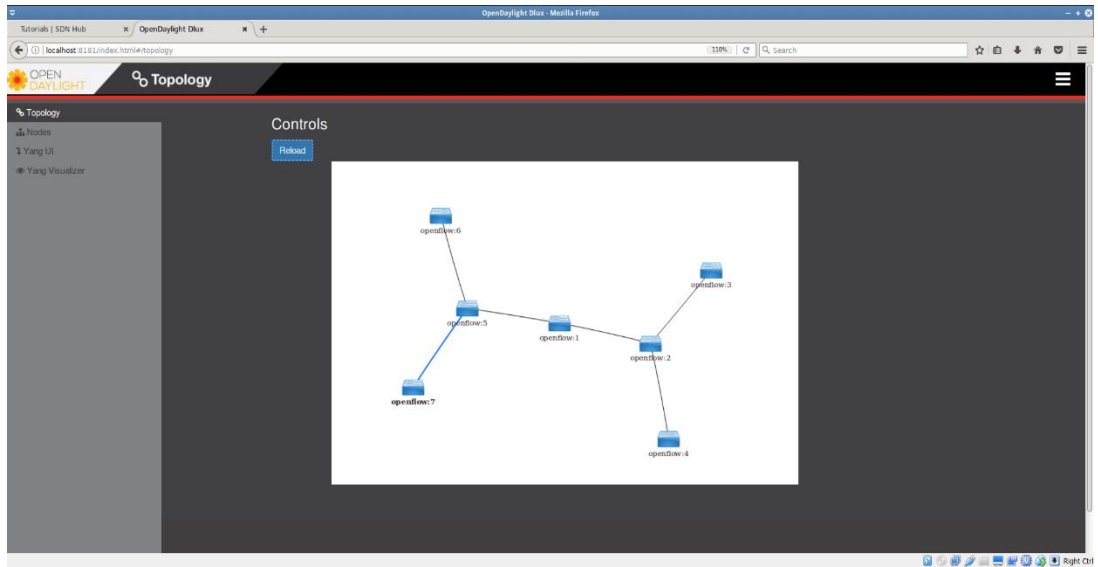 OpenDaylight Dlux - Mozilla Firefox
Tutorials | SDN Hub
OpenDaylight Dlux
localhost:8181/index.html#/topology
110%
Search
OPEN
DAYLIGHT
Topology
Topology
Nodes
Yang UI
Yang Visualizer
Controls
Reload
openflow:6
openflow:3
openflow:5
openflow:1
openflow:2
openflow:7
openflow:4
Right Ctrl